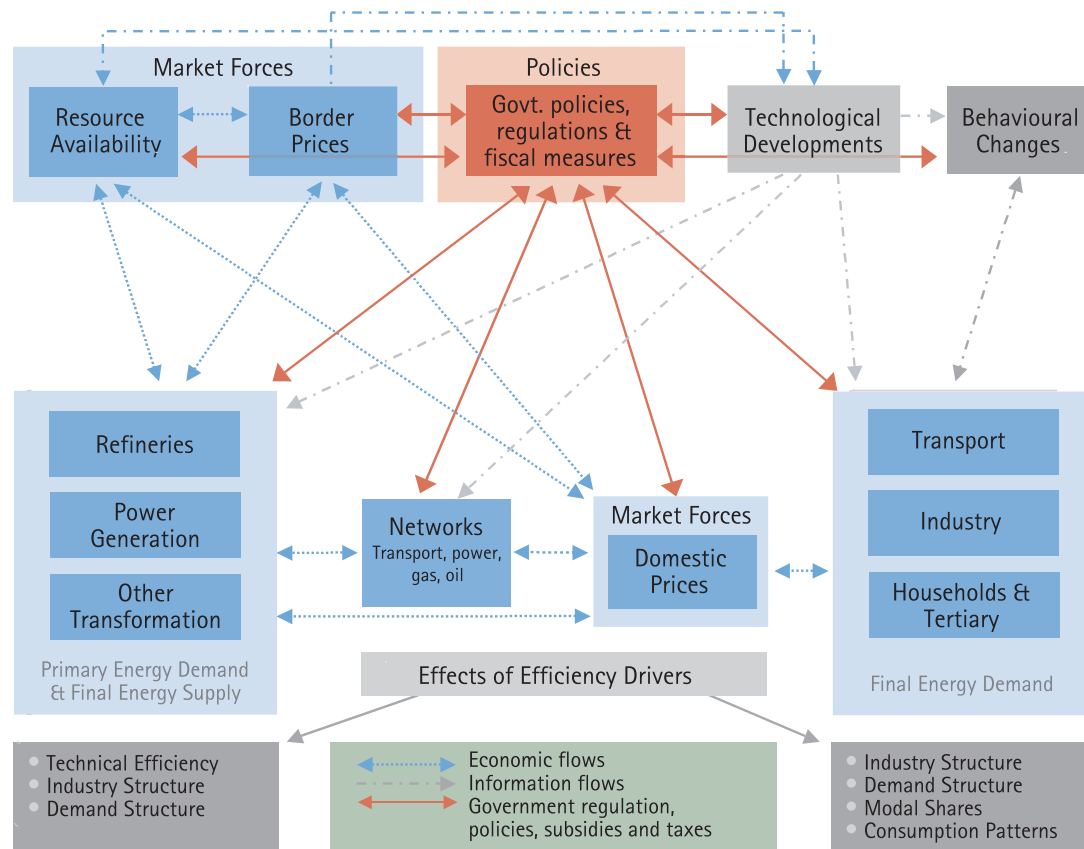 Market Forces
Resource
Availability
Border
Prices
Policies
Govt. policies,
regulations &
fiscal measures
Technological
Developments
Behavioural
Changes
Refineries
Power
Generation
Other
Transformation
Primary Energy Demand
& Final Energy Supply
Networks
Transport, power,
gas, oil
Market Forces
Domestic
Prices
Transport
Industry
Households &
Tertiary
Final Energy Demand
Effects of Efficiency Drivers
Technical Efficiency
Industry Structure
Demand Structure
Economic flows
Information flows
Government regulation,
policies, subsidies and taxes
Industry Structure
Demand Structure
Modal Shares
Consumption Patterns